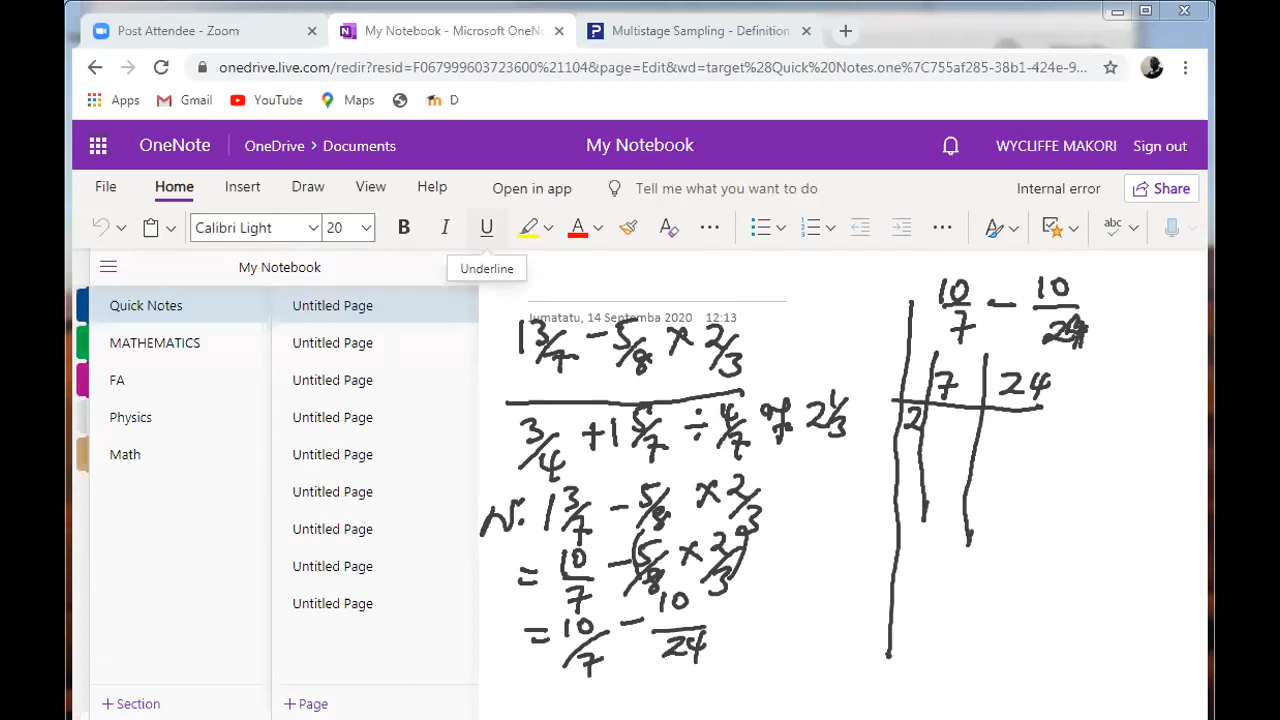 Post Attendee - Zoom
My Notebook - Microsoft OneNo
Multistage Sampling - Definition
onedrive.live.com/redir?resid=F067999603723600%21104&page=Edit&wd=target%28Quick%20Notes.one%7C755af285-38b1-424e-9...
Apps Gmail YouTube Maps D
OneNote OneDrive > Documents My Notebook WYCLIFFE MAKORI Sign out
File Home Insert Draw View Help Open in app Tell me what you want to do Internal error Share
Calibri Light 20 B I U A abc
My Notebook Underline
Quick Notes Untitled Page
MATHEMATICS Untitled Page
FA Untitled Page
Physics Untitled Page
Math Untitled Page
Untitled Page
Untitled Page
Untitled Page
Untitled Page
+ Section + Page
Jumatatu, 14 Septemba 2020 12:13
1 3/7 - 5/8 × 2/3
3/4 + 1 5/7 ÷ 4/7 of 2 1/3
N: 1 3/7 - 5/8 × 2/3
= 10/7 - (5/8 × 2/3)
= 10/7 - 10/24
10/7 - 10/24
7 24
2